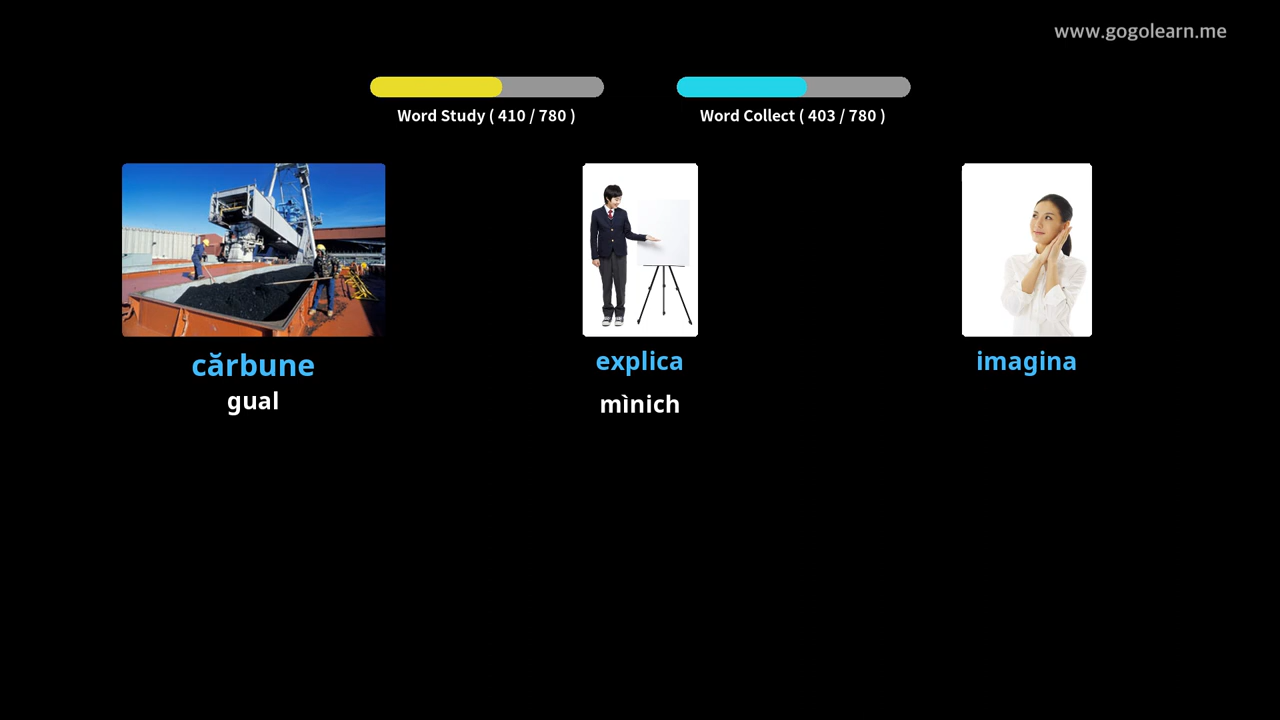 www.gogolearn.me
Word Study ( 410 / 780 )
Word Collect ( 403 / 780 )
cărbune
gual
explica
mìnich
imagina